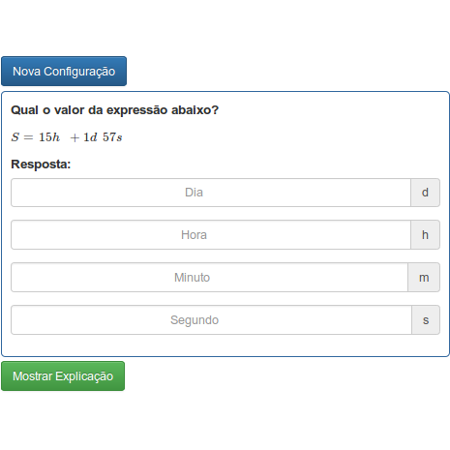 Nova Configuração
Qual o valor da expressão abaixo?
S = 15h + 1d 57s
Resposta:
Dia d
Hora h
Minuto m
Segundo s
Mostrar Explicação